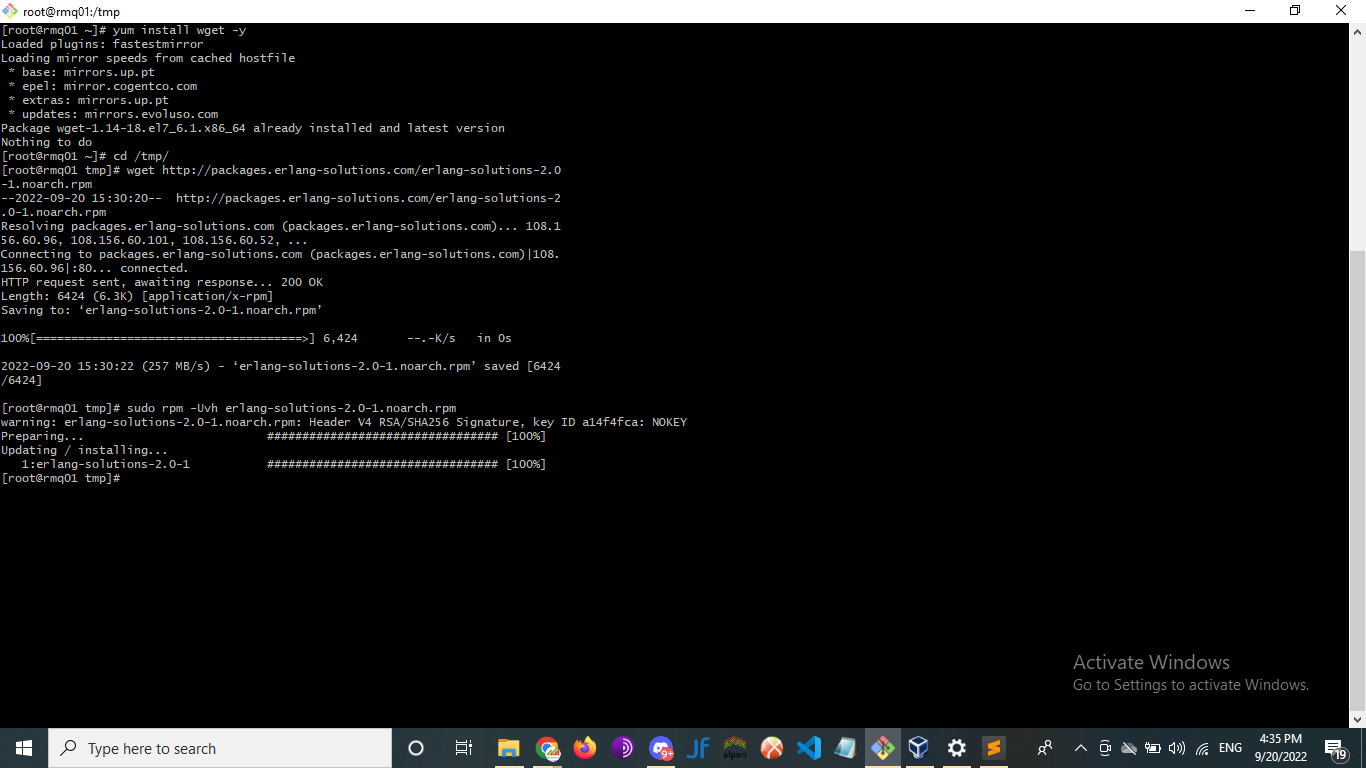 root@rmq01:/tmp
[root@rmq01 ~]# yum install wget -y
Loaded plugins: fastestmirror
Loading mirror speeds from cached hostfile
 * base: mirrors.up.pt
 * epel: mirror.cogentco.com
 * extras: mirrors.up.pt
 * updates: mirrors.evoluso.com
Package wget-1.14-18.el7_6.1.x86_64 already installed and latest version
Nothing to do
[root@rmq01 ~]# cd /tmp/
[root@rmq01 tmp]# wget http://packages.erlang-solutions.com/erlang-solutions-2.0
-1.noarch.rpm
--2022-09-20 15:30:20--  http://packages.erlang-solutions.com/erlang-solutions-2
.0-1.noarch.rpm
Resolving packages.erlang-solutions.com (packages.erlang-solutions.com)... 108.1
56.60.96, 108.156.60.101, 108.156.60.52, ...
Connecting to packages.erlang-solutions.com (packages.erlang-solutions.com)|108.
156.60.96|:80... connected.
HTTP request sent, awaiting response... 200 OK
Length: 6424 (6.3K) [application/x-rpm]
Saving to: ‘erlang-solutions-2.0-1.noarch.rpm’
100%[======================================>] 6,424       --.-K/s   in 0s
2022-09-20 15:30:22 (257 MB/s) - ‘erlang-solutions-2.0-1.noarch.rpm’ saved [6424
/6424]
[root@rmq01 tmp]# sudo rpm -Uvh erlang-solutions-2.0-1.noarch.rpm
warning: erlang-solutions-2.0-1.noarch.rpm: Header V4 RSA/SHA256 Signature, key ID a14f4fca: NOKEY
Preparing...                          ################################# [100%]
Updating / installing...
   1:erlang-solutions-2.0-1           ################################# [100%]
[root@rmq01 tmp]#
Activate Windows
Go to Settings to activate Windows.
Type here to search
9+
JF
alpari
ENG
4:35 PM
9/20/2022
19